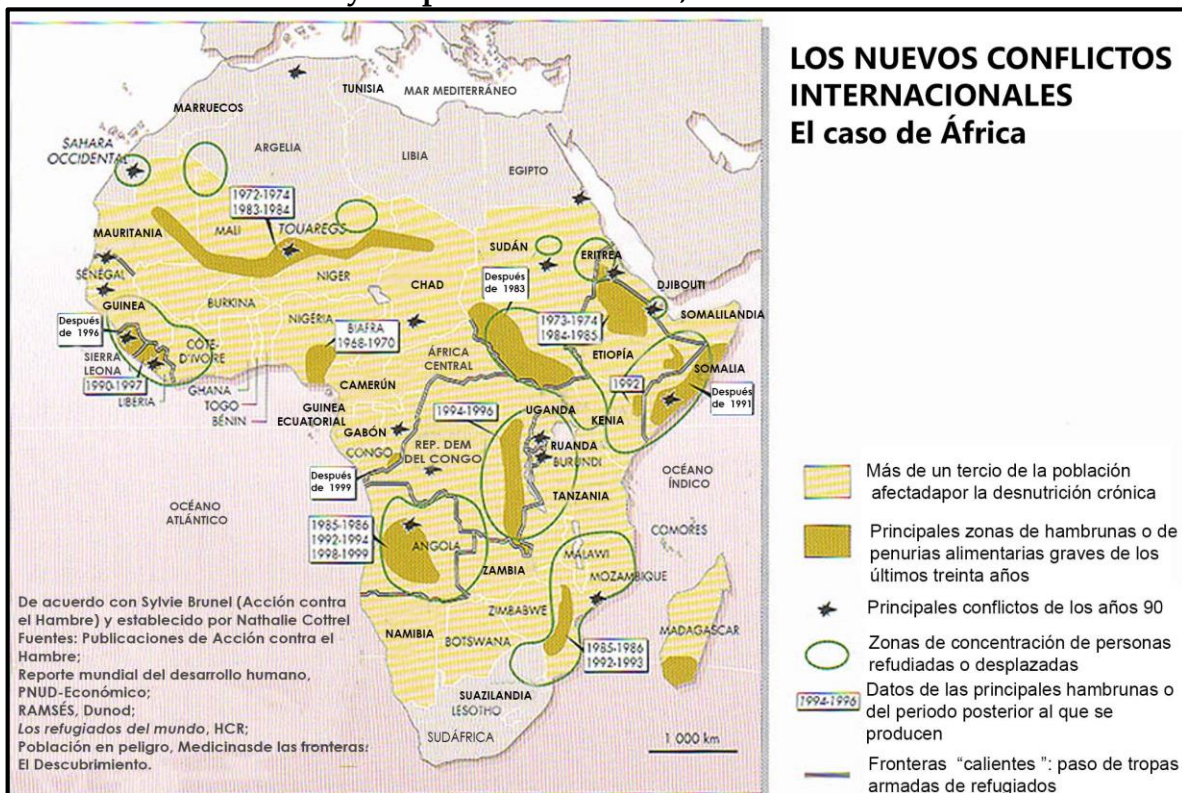 LOS NUEVOS CONFLICTOS
INTERNACIONALES
El caso de África
TUNISIA
MAR MEDITERRÁNEO
MARRUECOS
SAHARA
OCCIDENTAL
ARGELIA
LIBIA
EGIPTO
1972-1974
1983-1984
MAURITANIA
MALI
TOUAREGS
SUDÁN
ERITREA
SÉNÉGAL
NIGER
CHAD
Después
de 1983
DJIBOUTI
GUINEA
BURKINA
SOMALILANDIA
Después
de 1996
NIGÉRIA
BIAFRA
1968-1970
1973-1974
1984-1985
CÔTE-
D'IVORE
SIERRA
LEONA
ÁFRICA
CENTRAL
ETIOPÍA
SOMALIA
1990-1997
LIBERIA
GHANA
TOGO
BÉNIN
CAMERÚN
1992
Después
de 1991
GUINEA
ECUATORIAL
1994-1996
UGANDA
KENIA
GABÓN
CONGO
REP. DEM
DEL CONGO
RUANDA
BURUNDI
Después
de 1999
OCÉANO
ÍNDICO
OCÉANO
ATLÁNTICO
TANZANIA
1985-1986
1992-1994
1998-1999
ANGOLA
COMORES
ZAMBIA
MALAWI
MOZAMBIQUE
ZIMBABWE
NAMIBIA
BOTSWANA
MADAGASCAR
1985-1986
1992-1993
SUAZILANDIA
LESOTHO
SUDÁFRICA
1 000 km
De acuerdo con Sylvie Brunel (Acción contra
el Hambre) y establecido por Nathalie Cottrel
Fuentes: Publicaciones de Acción contra el
Hambre;
Reporte mundial del desarrollo humano,
PNUD-Económico;
RAMSÉS, Dunod;
Los refugiados del mundo, HCR;
Población en peligro, Medicinasde las fronteras:
El Descubrimiento.
Más de un tercio de la población
afectadapor la desnutrición crónica
Principales zonas de hambrunas o de
penurias alimentarias graves de los
últimos treinta años
Principales conflictos de los años 90
Zonas de concentración de personas
refudiadas o desplazadas
1994-1996
Datos de las principales hambrunas o
del periodo posterior al que se
producen
Fronteras “calientes ”: paso de tropas
armadas de refugiados